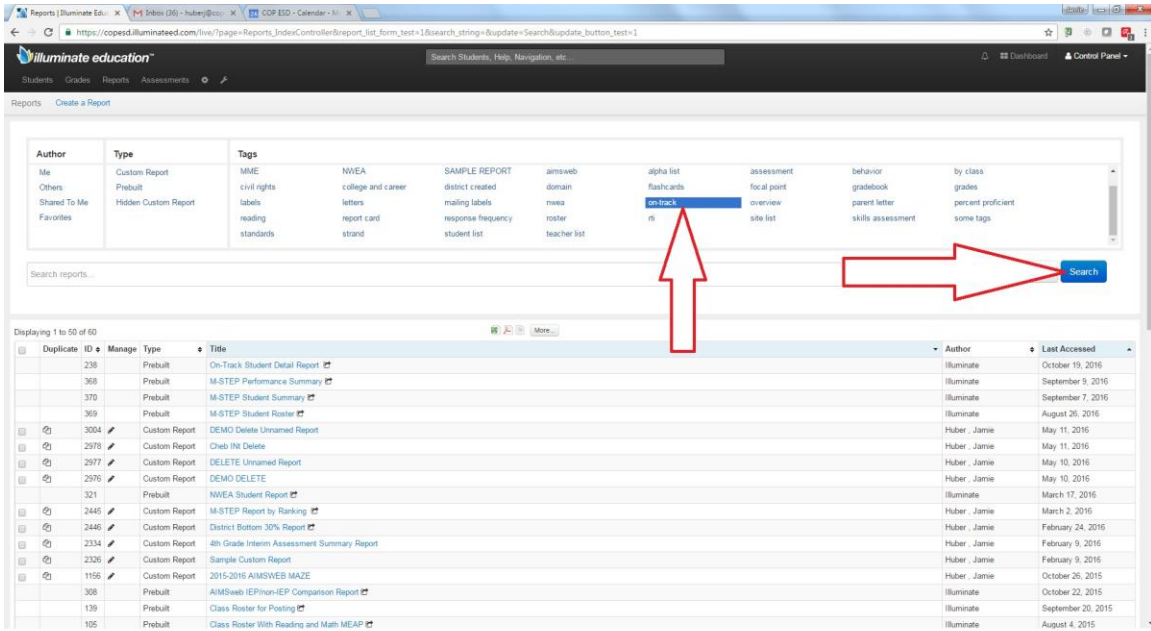 Reports | Illuminate Edu
Inbox (36) - huberj@cop
COP ESD - Calendar - M
https://copesd.illuminateed.com/live/?page=Reports_IndexController&report_list_form_test=1&search_string=&update=Search&update_button_test=1
illuminate education
Search Students, Help, Navigation, etc...
Dashboard
Control Panel
Students Grades Reports Assessments
Reports Create a Report
Author Type Tags
Me Custom Report MME NWEA SAMPLE REPORT aimsweb alpha list assessment behavior by class
Others Prebuilt civil rights college and career district created domain flashcards focal point gradebook grades
Shared To Me Hidden Custom Report labels letters mailing labels nwea on-track overview parent letter percent proficient
Favorites reading report card response frequency roster rti site list skills assessment some tags
standards strand student list teacher list
Search reports...
Search
Displaying 1 to 50 of 60 More...
Duplicate ID Manage Type Title Author Last Accessed
238 Prebuilt On-Track Student Detail Report Illuminate October 19, 2016
368 Prebuilt M-STEP Performance Summary Illuminate September 9, 2016
370 Prebuilt M-STEP Student Summary Illuminate September 7, 2016
369 Prebuilt M-STEP Student Roster Illuminate August 26, 2016
3004 Custom Report DEMO Delete Unnamed Report Huber , Jamie May 11, 2016
2978 Custom Report Cheb INt Delete Huber , Jamie May 11, 2016
2977 Custom Report DELETE Unnamed Report Huber , Jamie May 10, 2016
2976 Custom Report DEMO DELETE Huber , Jamie May 10, 2016
321 Prebuilt NWEA Student Report Illuminate March 17, 2016
2445 Custom Report M-STEP Report by Ranking Huber , Jamie March 2, 2016
2446 Custom Report District Bottom 30% Report Huber , Jamie February 24, 2016
2334 Custom Report 4th Grade Interim Assessment Summary Report Huber , Jamie February 9, 2016
2326 Custom Report Sample Custom Report Huber , Jamie February 9, 2016
1156 Custom Report 2015-2016 AIMSWEB MAZE Huber , Jamie October 26, 2015
308 Prebuilt AIMSweb IEP/non-IEP Comparison Report Illuminate October 22, 2015
139 Prebuilt Class Roster for Posting Illuminate September 20, 2015
105 Prebuilt Class Roster With Reading and Math MEAP Illuminate August 4, 2015